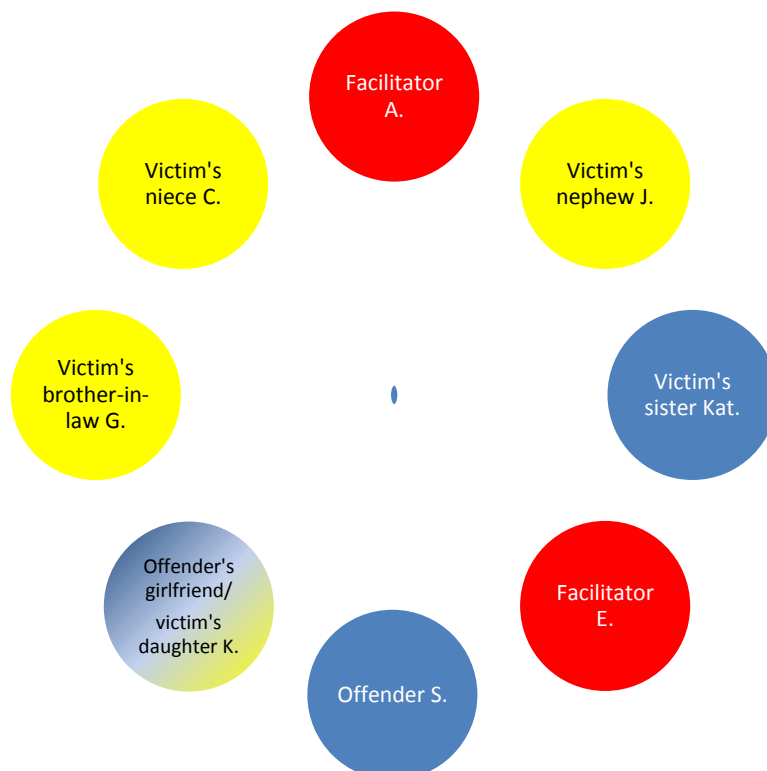 Facilitator
A.
Victim's
niece C.
Victim's
nephew J.
Victim's
brother-in-
law G.
Victim's
sister Kat.
Offender's
girlfriend/
victim's
daughter K.
Facilitator
E.
Offender S.